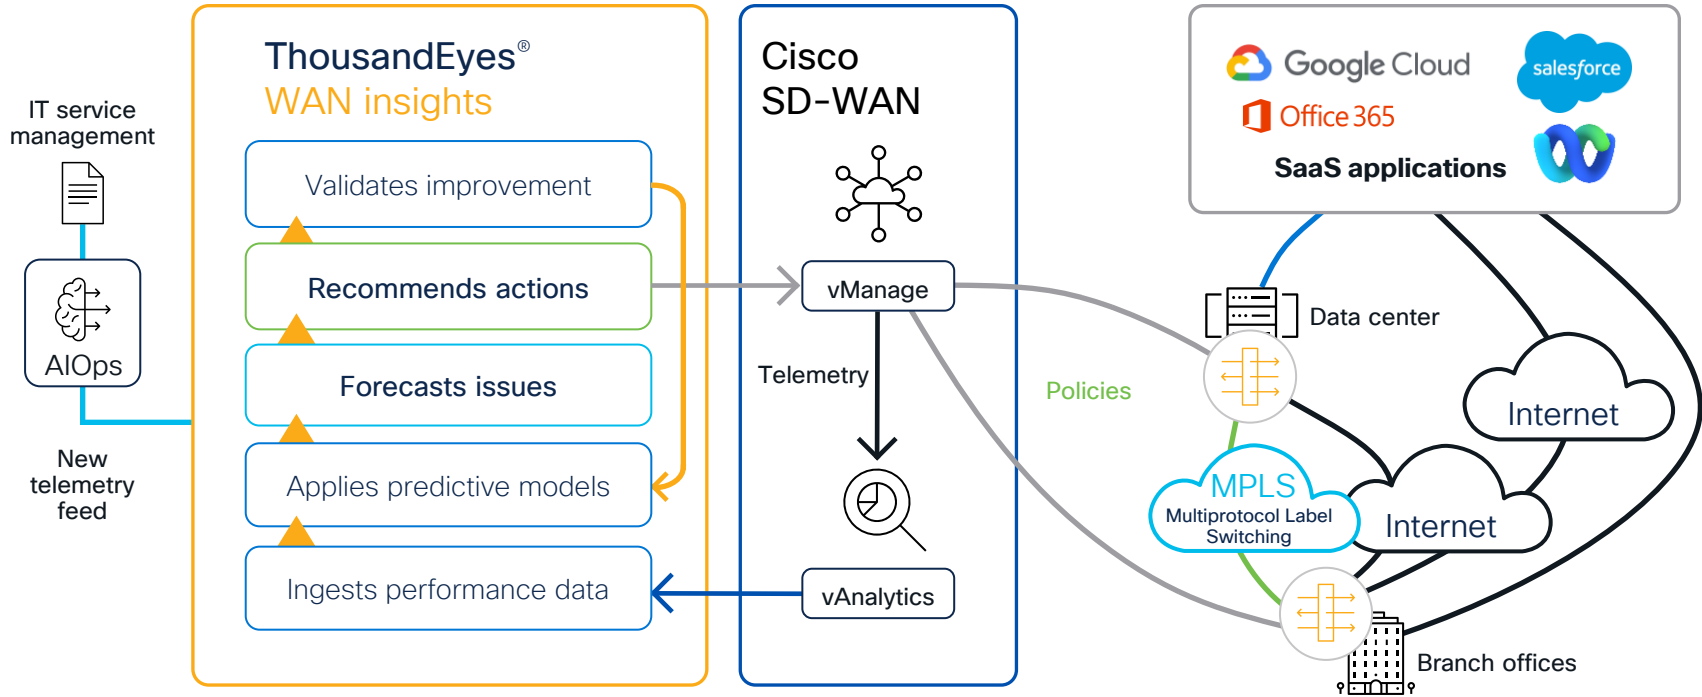 IT service
management
AIOps
New
telemetry
feed
ThousandEyes®
WAN insights
Validates improvement
Recommends actions
Forecasts issues
Applies predictive models
Ingests performance data
Cisco
SD-WAN
vManage
Telemetry
vAnalytics
Policies
Google Cloud
salesforce
Office 365
SaaS applications
Data center
Internet
MPLS
Multiprotocol Label
Switching
Internet
Branch offices